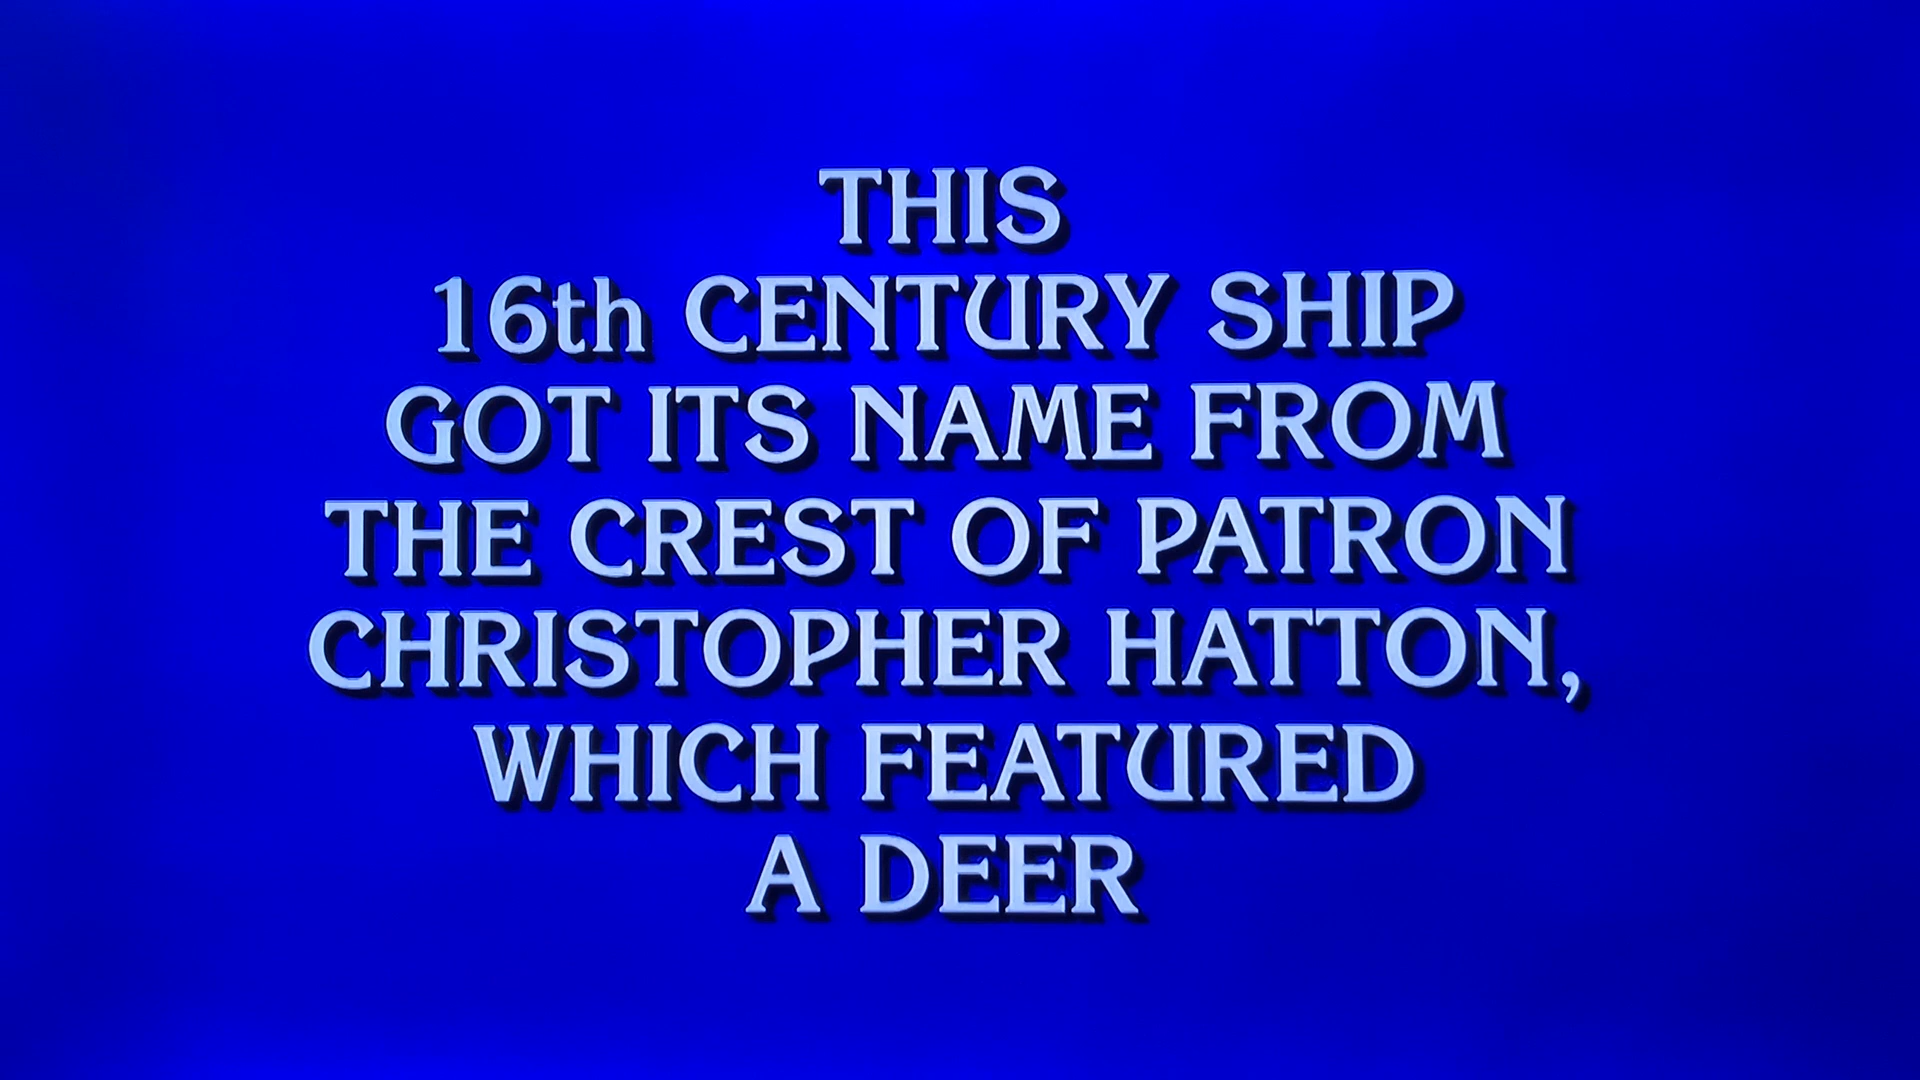 THIS
16th CENTURY SHIP
GOT ITS NAME FROM
THE CREST OF PATRON
CHRISTOPHER HATTON,
WHICH FEATURED
A DEER